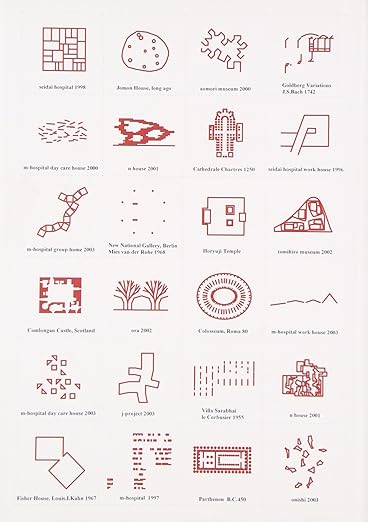 seidai hospital 1998
Jomon House, long ago
aomori museum 2000
Goldberg Variations
J.S.Bach 1742
m-hospital day care house 2000
n house 2001
Cathedrale Chartres 1250
seidai hospital work house 1996
m-hospital group home 2003
New National Gallery, Berlin
Mies van der Rohe 1968
Horyuji Temple
tomihiro museum 2002
Comlongan Castle, Scotland
ora 2002
Colosseum, Roma 80
m-hospital work house 2003
m-hospital day care house 2003
j-project 2003
Villa Sarabhai
le Corbusier 1955
n house 2001
Fisher House, Louis.I.Kahn 1967
m-hospital 1997
Parthenon B.C.450
onishi 2003